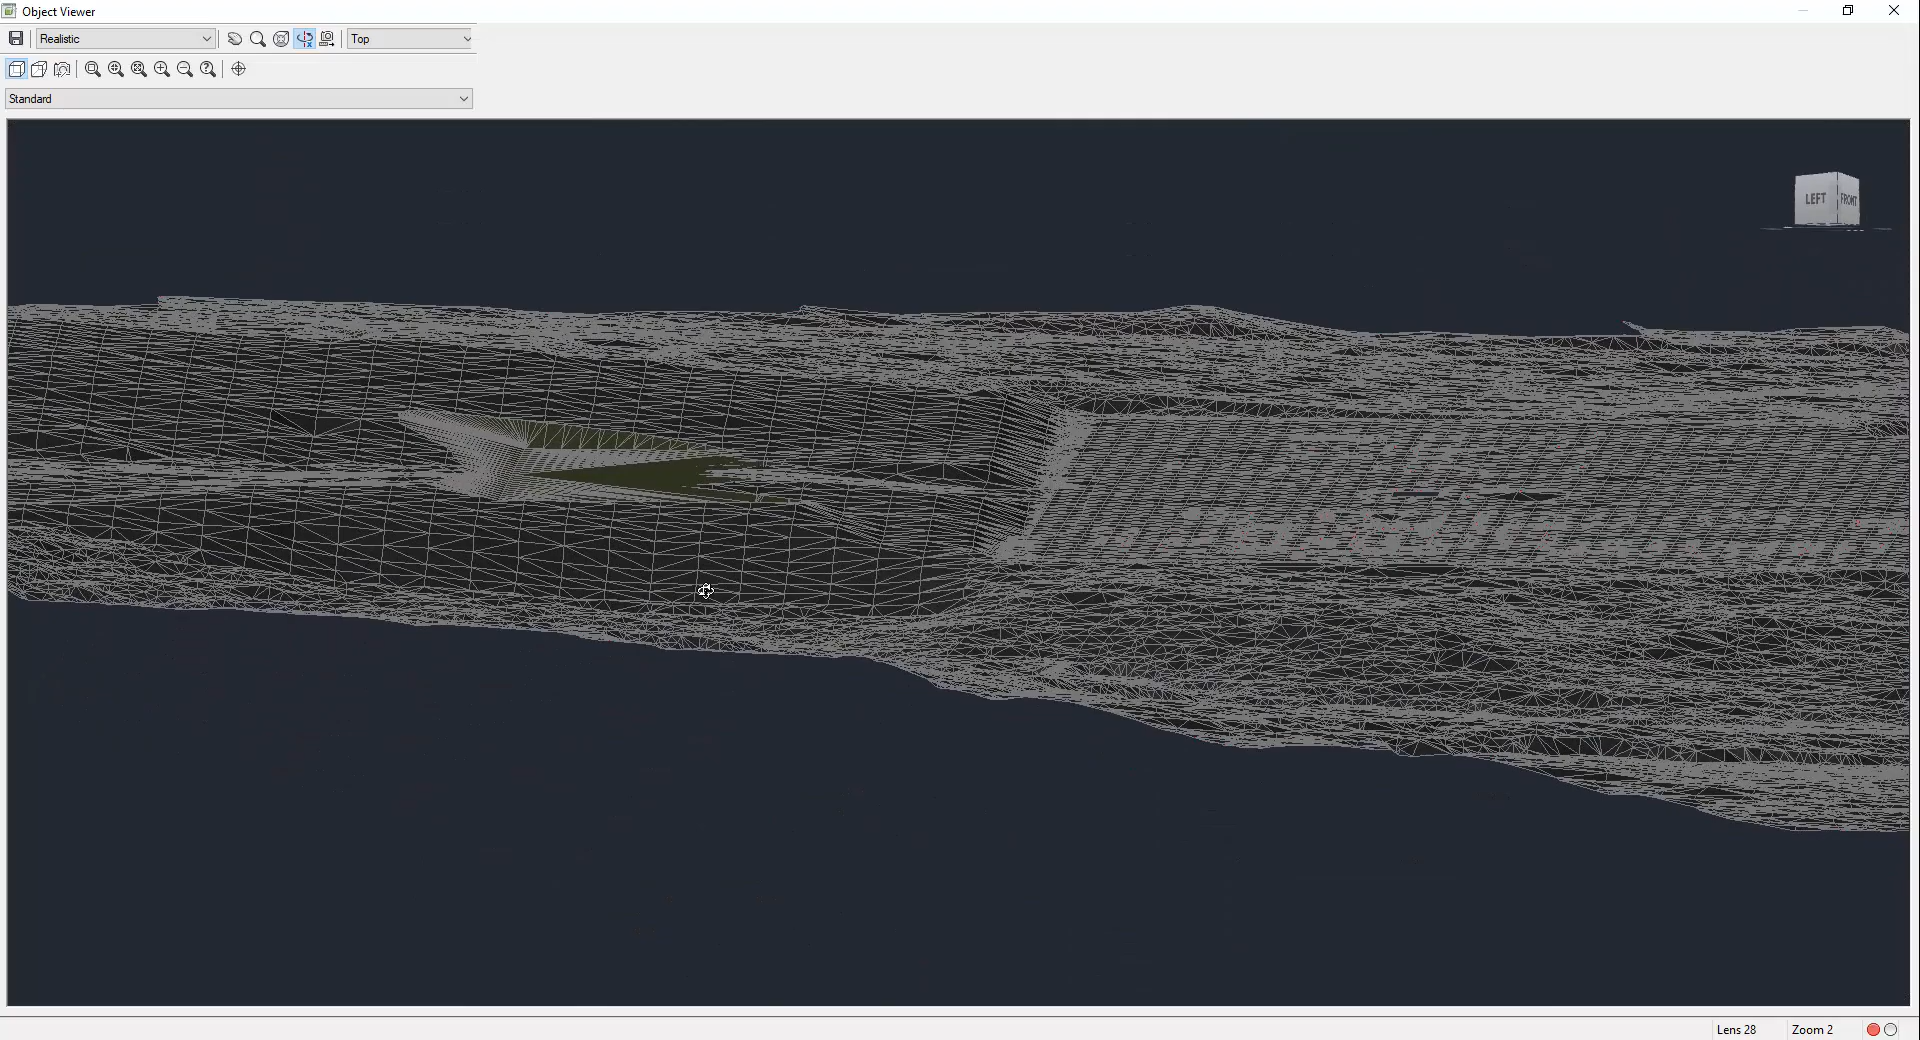 Object Viewer
Realistic
Top
Standard
LEFT
FRONT
Lens 28
Zoom 2